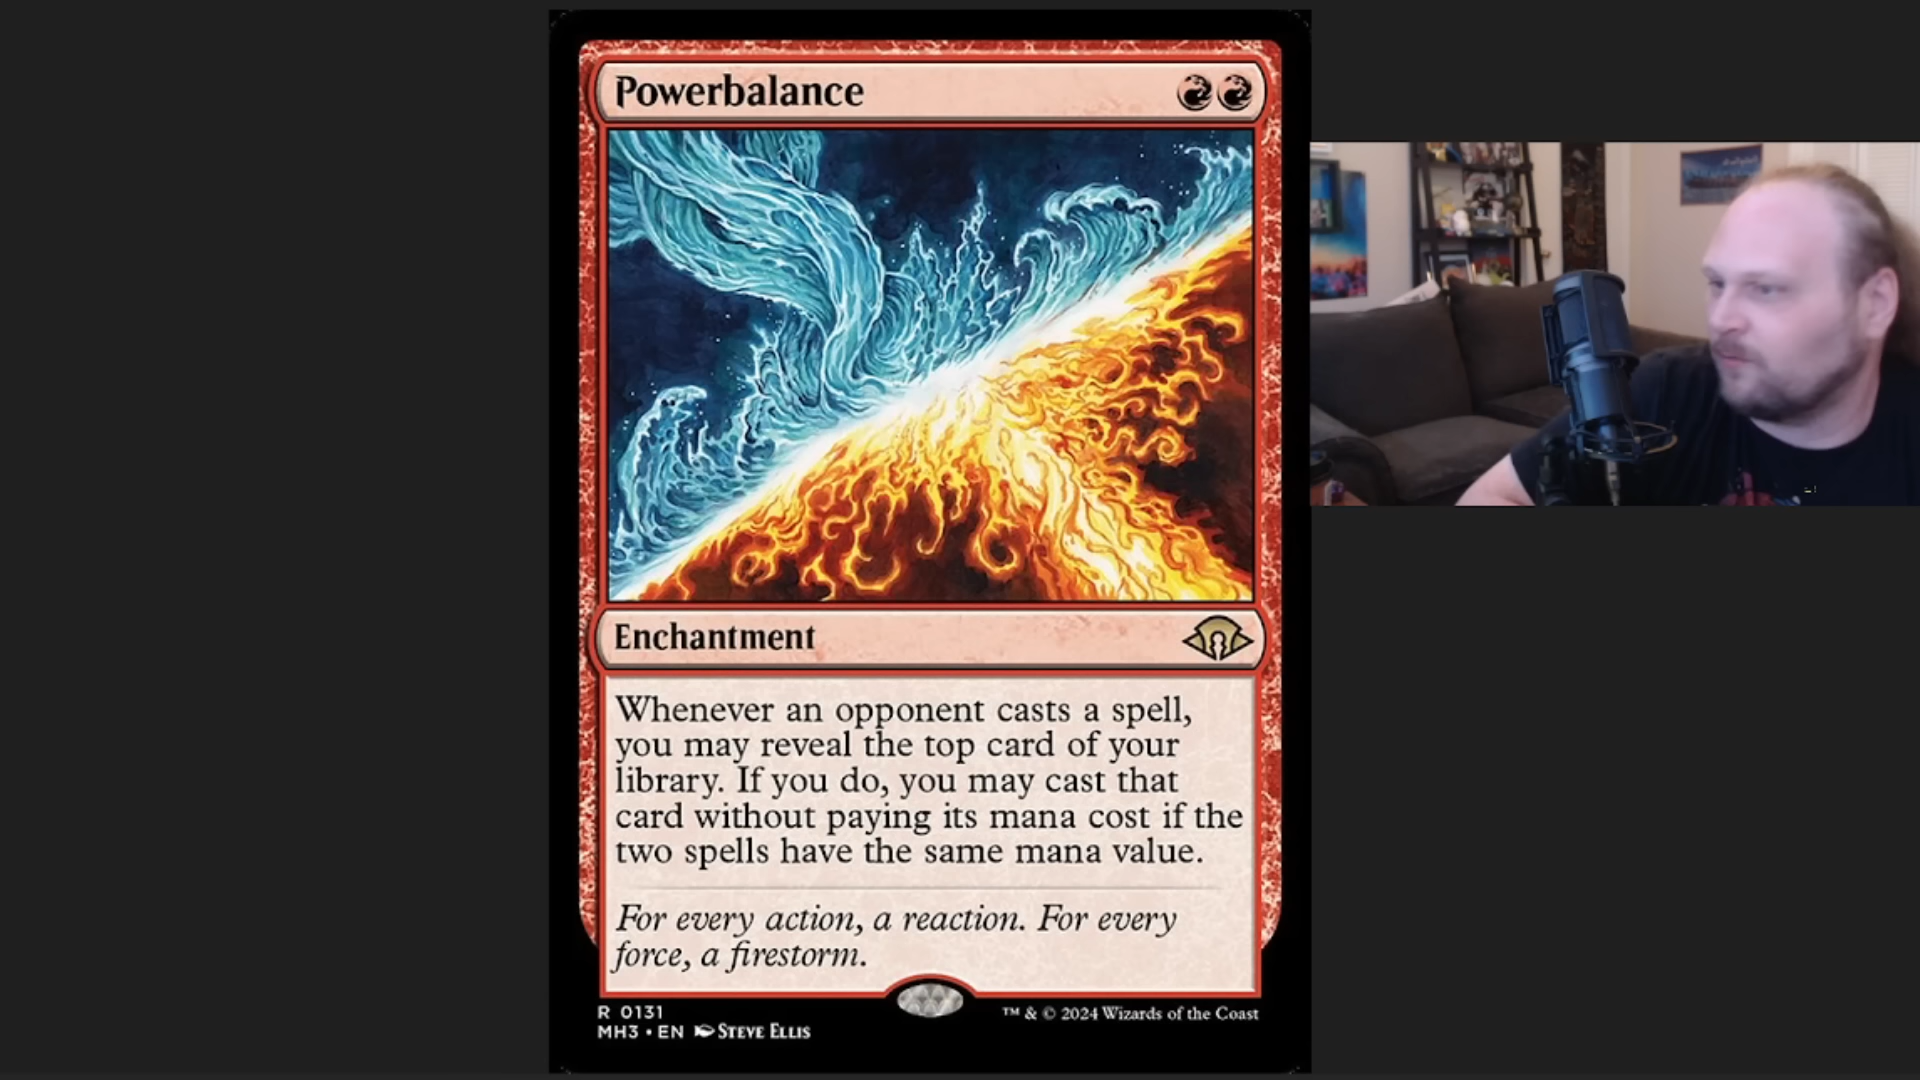 Powerbalance
Enchantment
Whenever an opponent casts a spell,
you may reveal the top card of your
library. If you do, you may cast that
card without paying its mana cost if the
two spells have the same mana value.
For every action, a reaction. For every
force, a firestorm.
R 0131
MH3 • EN STEVE ELLIS
™ & © 2024 Wizards of the Coast